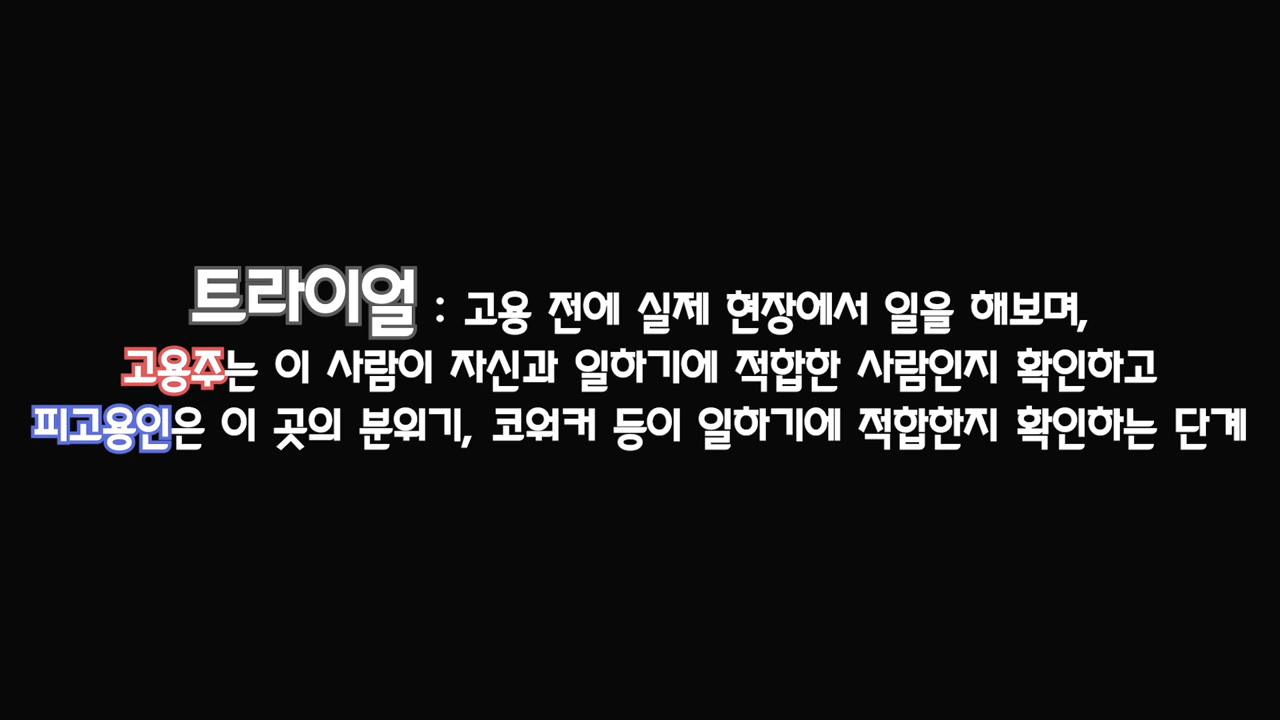 트라이얼 : 고용 전에 실제 현장에서 일을 해보며,
고용주는 이 사람이 자신과 일하기에 적합한 사람인지 확인하고
피고용인은 이 곳의 분위기, 코워커 등이 일하기에 적합한지 확인하는 단계